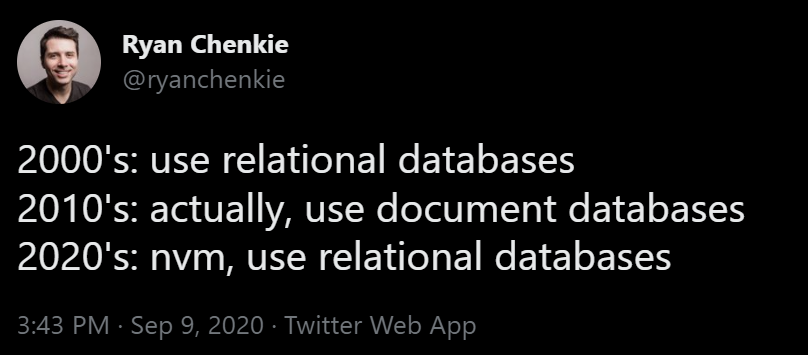 Ryan Chenkie
@ryanchenkie
2000's: use relational databases
2010's: actually, use document databases
2020's: nvm, use relational databases
3:43 PM · Sep 9, 2020 · Twitter Web App